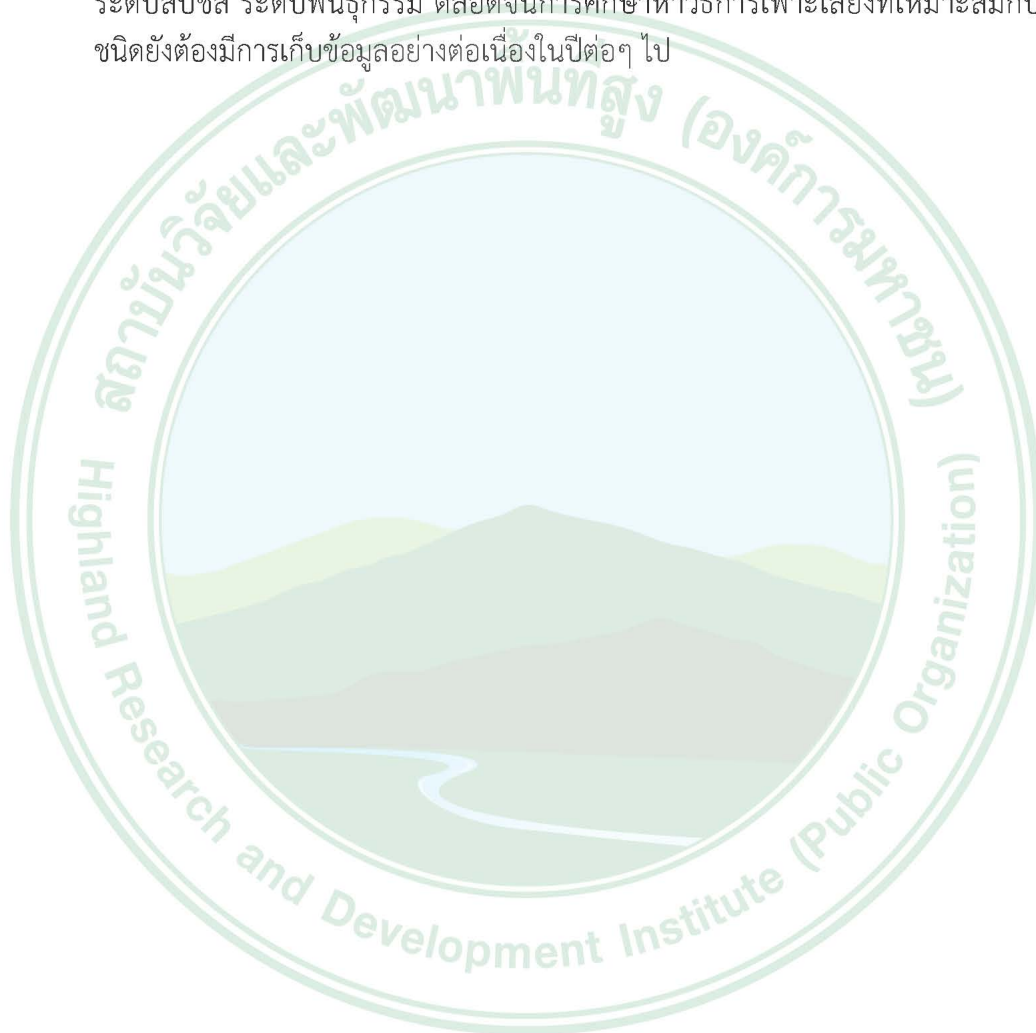 ระดับสปีชีส์ ระดับพันธุกรรม ตลอดจนการศึกษาหาวิธีการเพาะเลี้ยงที่เหมาะสมกับ
ชนิดยังต้องมีการเก็บข้อมูลอย่างต่อเนื่องในปีต่อๆ ไป
สถาบันวิจัยและพัฒนาพื้นที่สูง (องค์การมหาชน)
Highland Research and Development Institute (Public Organization)